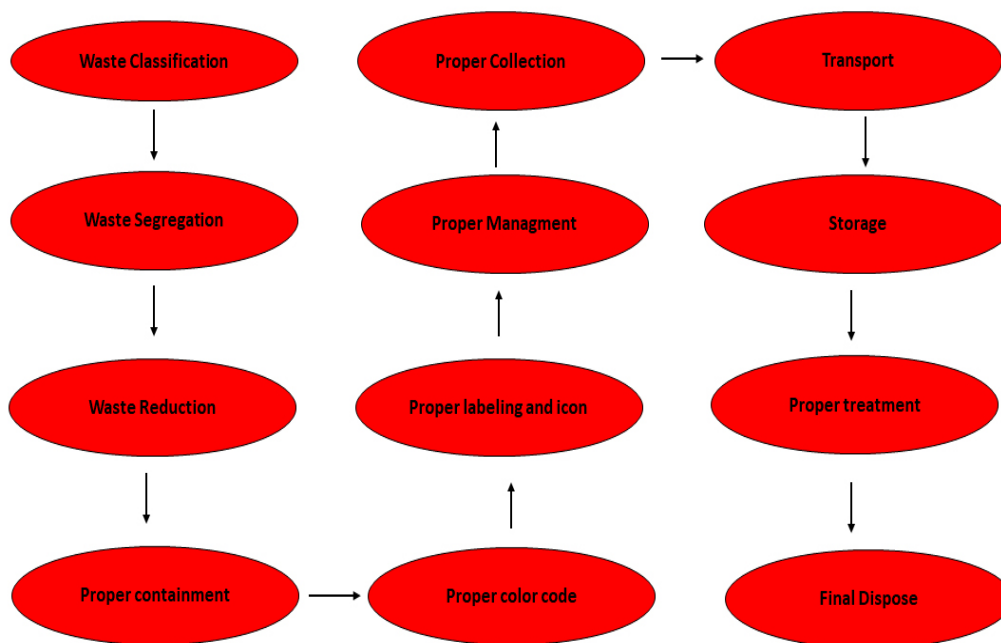 Waste Classification
Waste Segregation
Waste Reduction
Proper containment
Proper color code
Proper labeling and icon
Proper Managment
Proper Collection
Transport
Storage
Proper treatment
Final Dispose